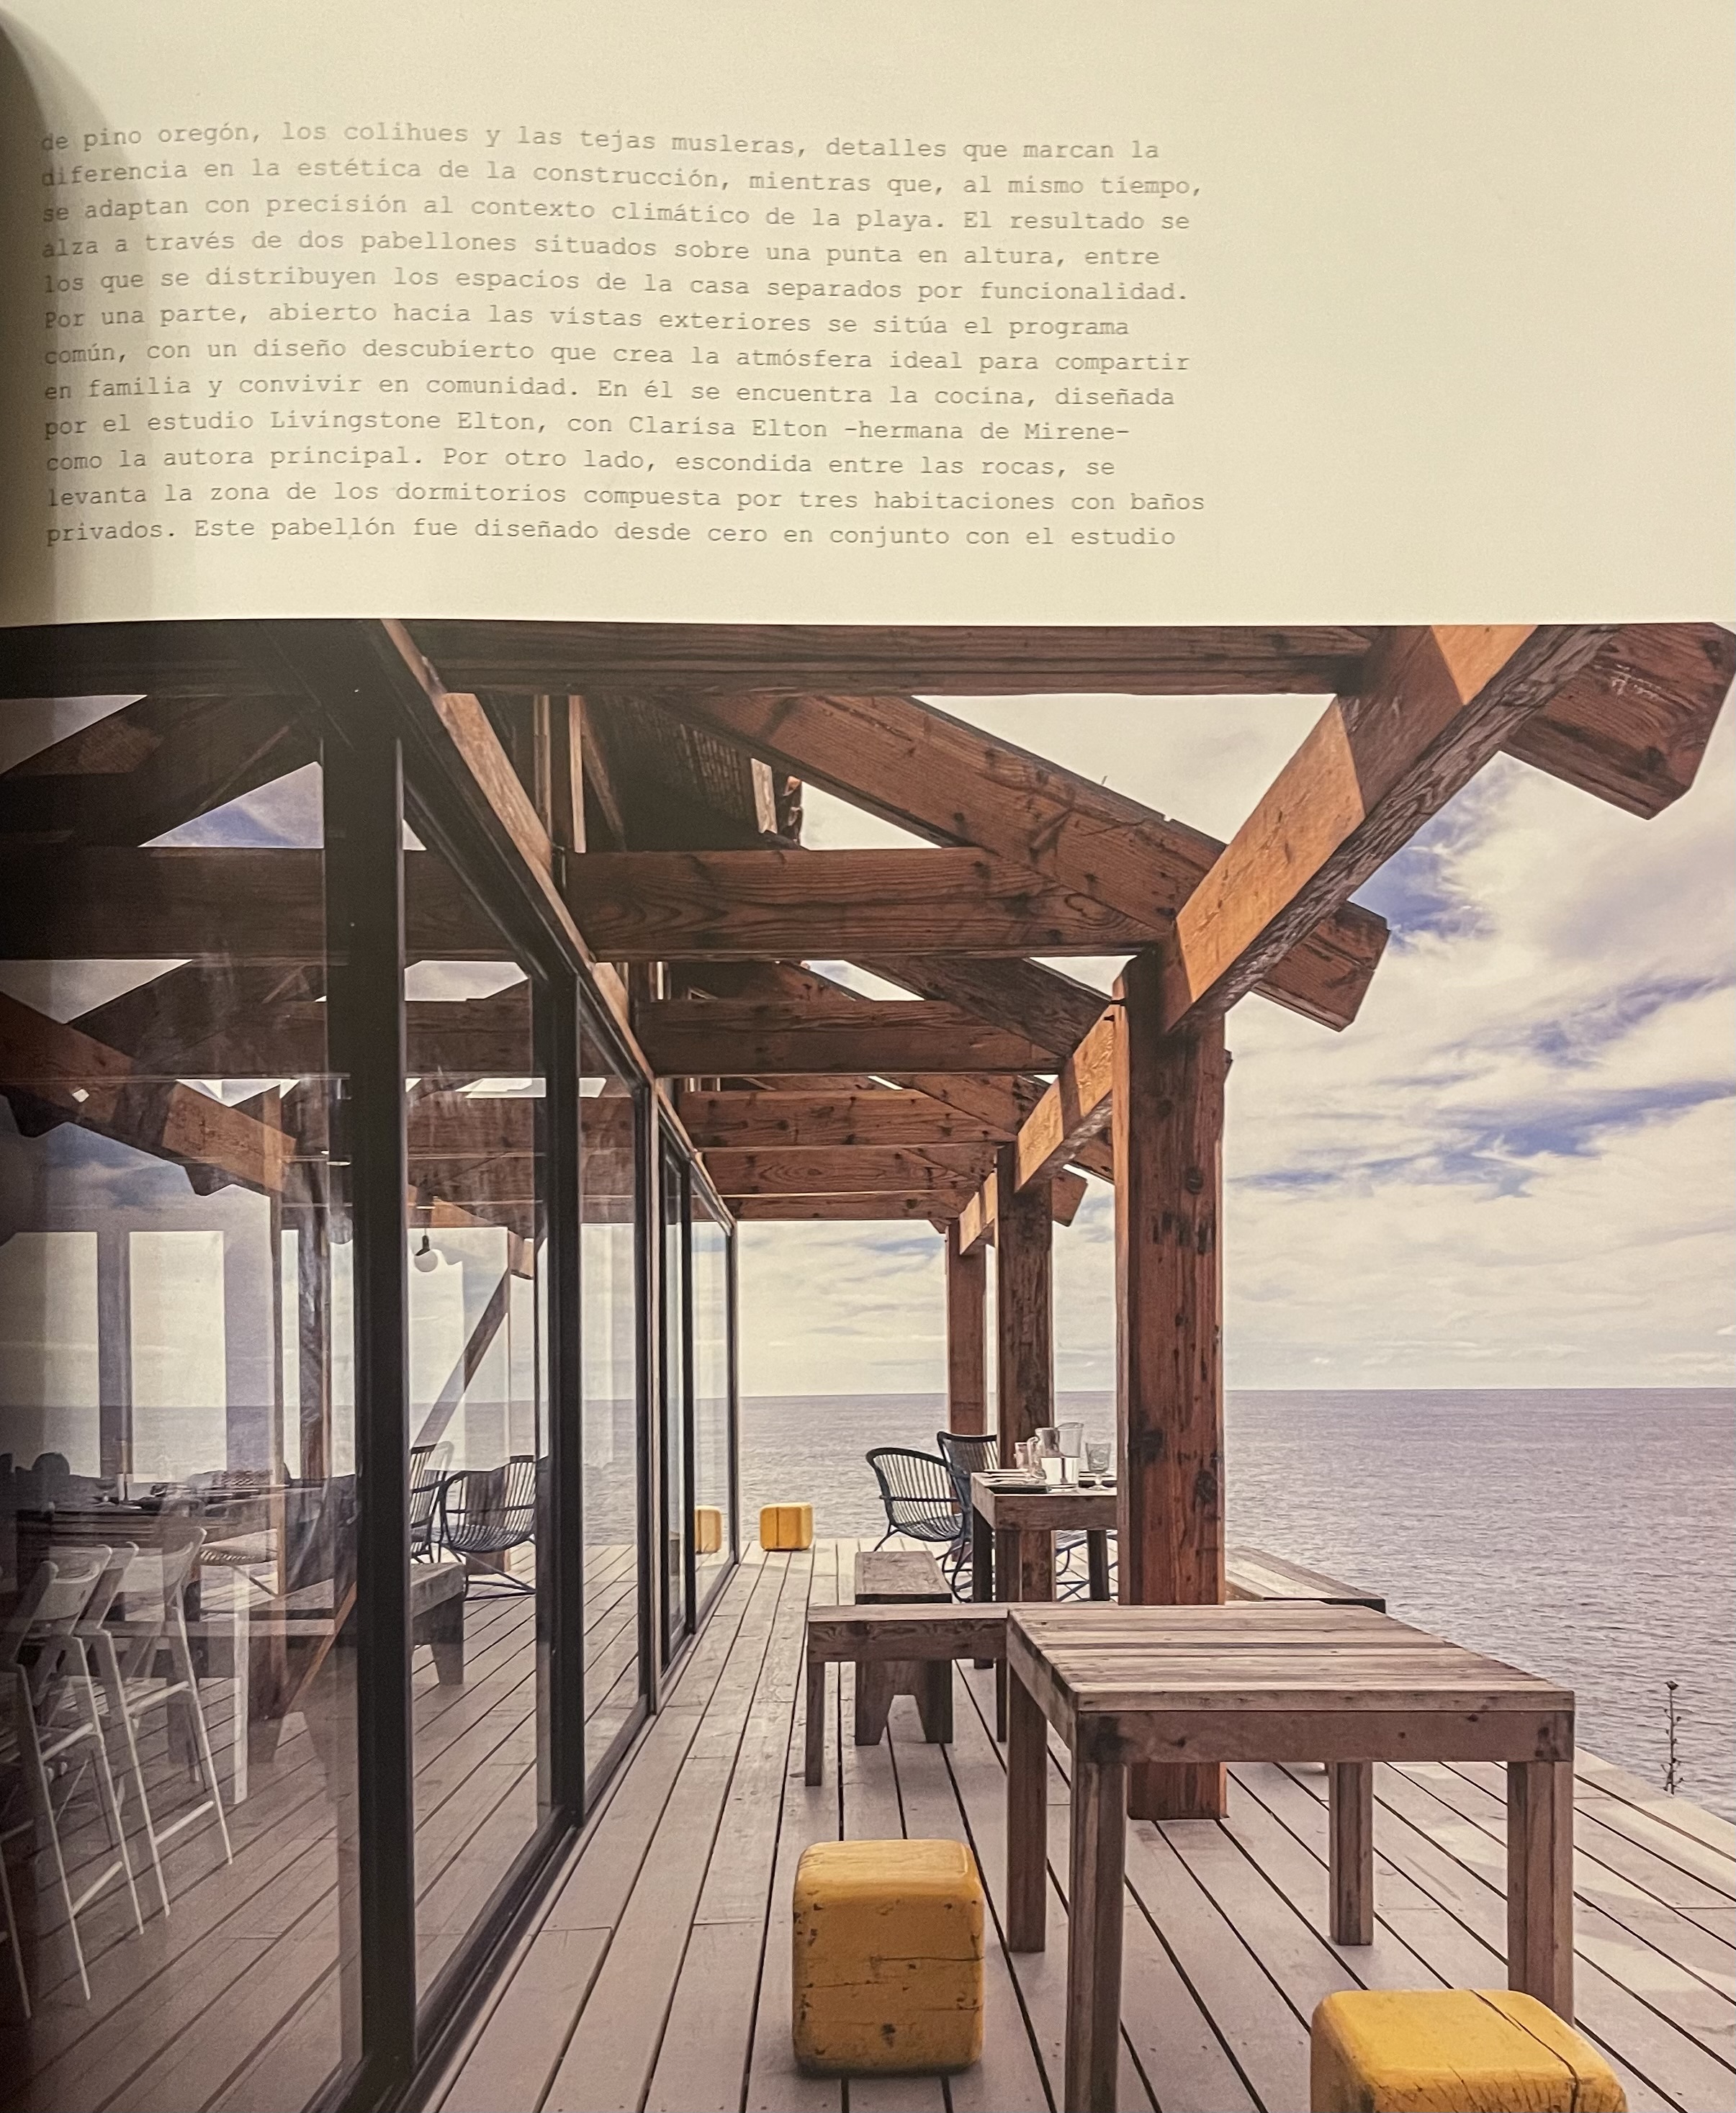 de pino oregón, los colihues y las tejas musleras, detalles que marcan la
diferencia en la estética de la construcción, mientras que, al mismo tiempo,
se adaptan con precisión al contexto climático de la playa. El resultado se
alza a través de dos pabellones situados sobre una punta en altura, entre
los que se distribuyen los espacios de la casa separados por funcionalidad.
Por una parte, abierto hacia las vistas exteriores se sitúa el programa
común, con un diseño descubierto que crea la atmósfera ideal para compartir
en familia y convivir en comunidad. En él se encuentra la cocina, diseñada
por el estudio Livingstone Elton, con Clarisa Elton –hermana de Mirene–
como la autora principal. Por otro lado, escondida entre las rocas, se
levanta la zona de los dormitorios compuesta por tres habitaciones con baños
privados. Este pabellón fue diseñado desde cero en conjunto con el estudio